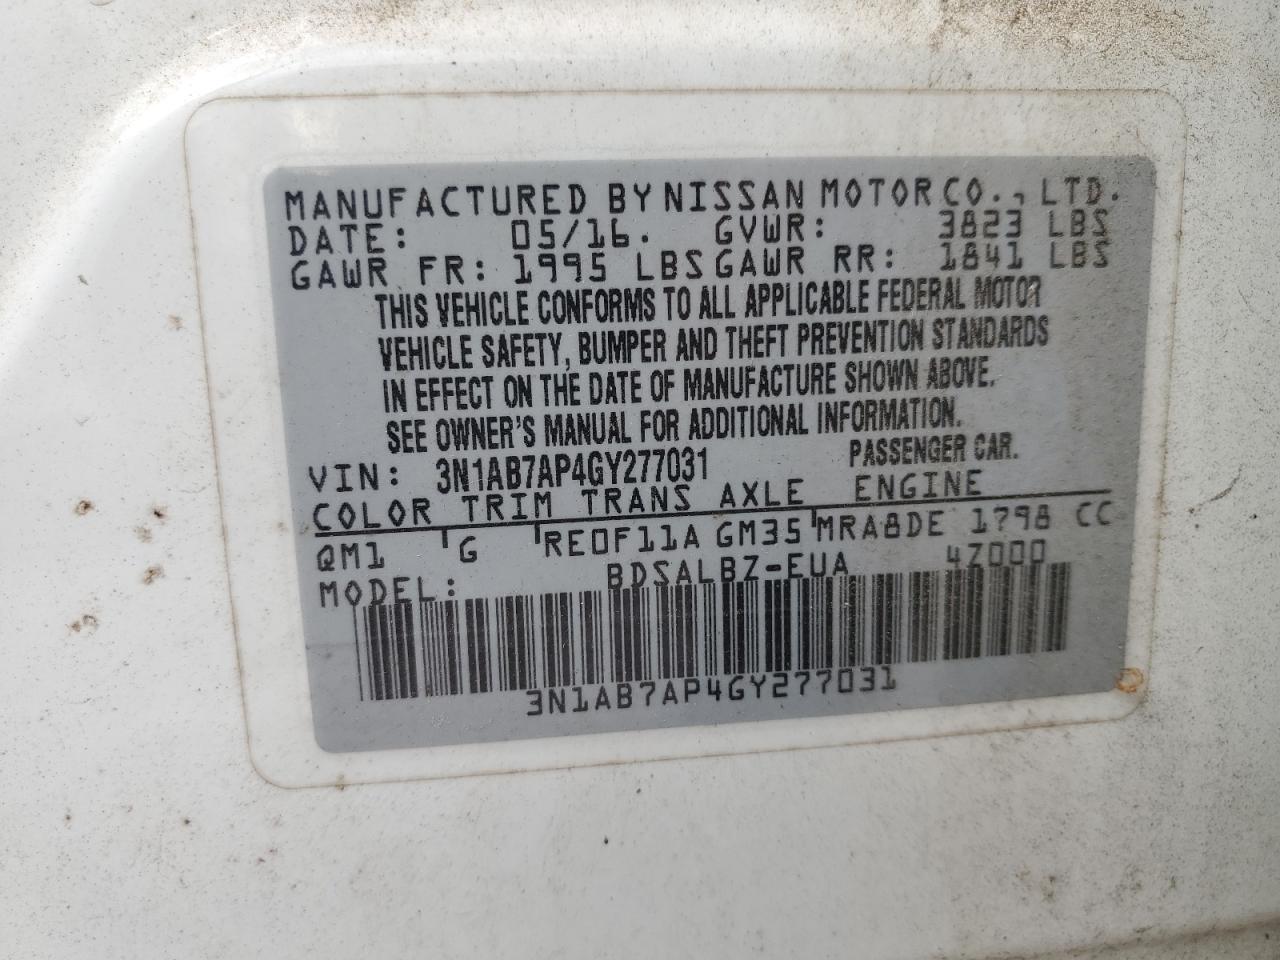 MANUFACTURED BY NISSAN MOTOR CO., LTD.
DATE: 05/16. GVWR: 3823 LBS
GAWR FR: 1995 LBS GAWR RR: 1841 LBS
THIS VEHICLE CONFORMS TO ALL APPLICABLE FEDERAL MOTOR
VEHICLE SAFETY, BUMPER AND THEFT PREVENTION STANDARDS
IN EFFECT ON THE DATE OF MANUFACTURE SHOWN ABOVE.
SEE OWNER'S MANUAL FOR ADDITIONAL INFORMATION.
VIN: 3N1AB7AP4GY277031 PASSENGER CAR.
COLOR TRIM TRANS AXLE ENGINE
QM1 G RE0F11A GM35 MRA8DE 1798 CC
MODEL: BDSALBZ-EUA 4Z000
3N1AB7AP4GY277031